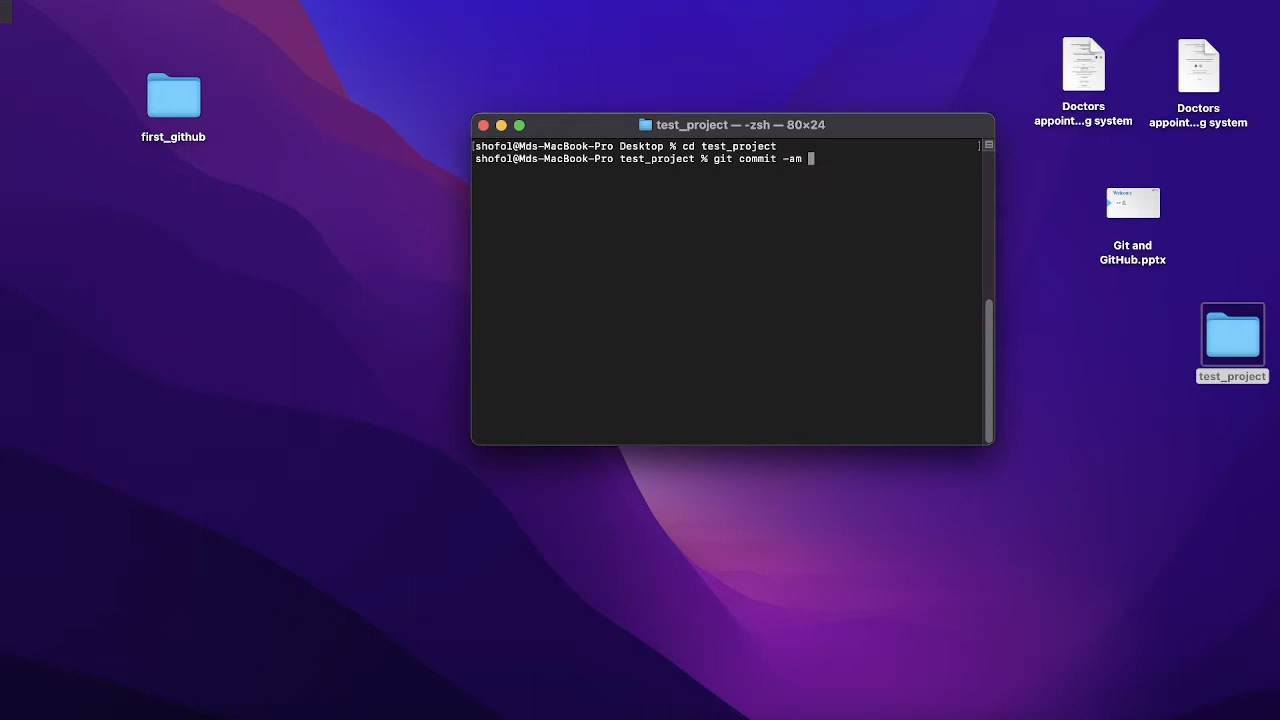 first_github
test_project — -zsh — 80×24
[shofol@Mds-MacBook-Pro Desktop % cd test_project ]
shofol@Mds-MacBook-Pro test_project % git commit -am
Doctors
appoint...g system
Doctors
appoint...g system
Welcome
Git and
GitHub.pptx
test_project